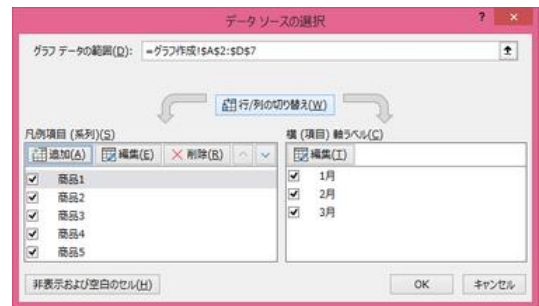 データ ソースの選択
? ×
グラフ データの範囲(D): =グラフ作成!$A$2:$D$7
行/列の切り替え(W)
凡例項目 (系列)(S)
横 (項目) 軸ラベル(C)
追加(A) 編集(E) × 削除(R)
編集(I)
商品1
商品2
商品3
商品4
商品5
1月
2月
3月
非表示および空白のセル(H)
OK キャンセル